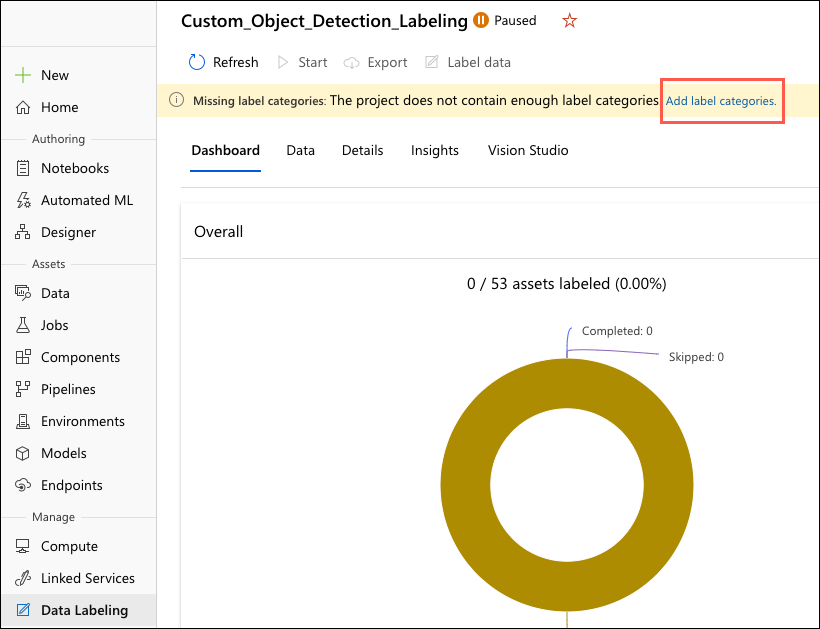 Custom_Object_Detection_Labeling Paused
Refresh Start Export Label data
Missing label categories: The project does not contain enough label categories Add label categories.
Dashboard Data Details Insights Vision Studio
Overall
0 / 53 assets labeled (0.00%)
Completed: 0
Skipped: 0
New
Home
Authoring
Notebooks
Automated ML
Designer
Assets
Data
Jobs
Components
Pipelines
Environments
Models
Endpoints
Manage
Compute
Linked Services
Data Labeling